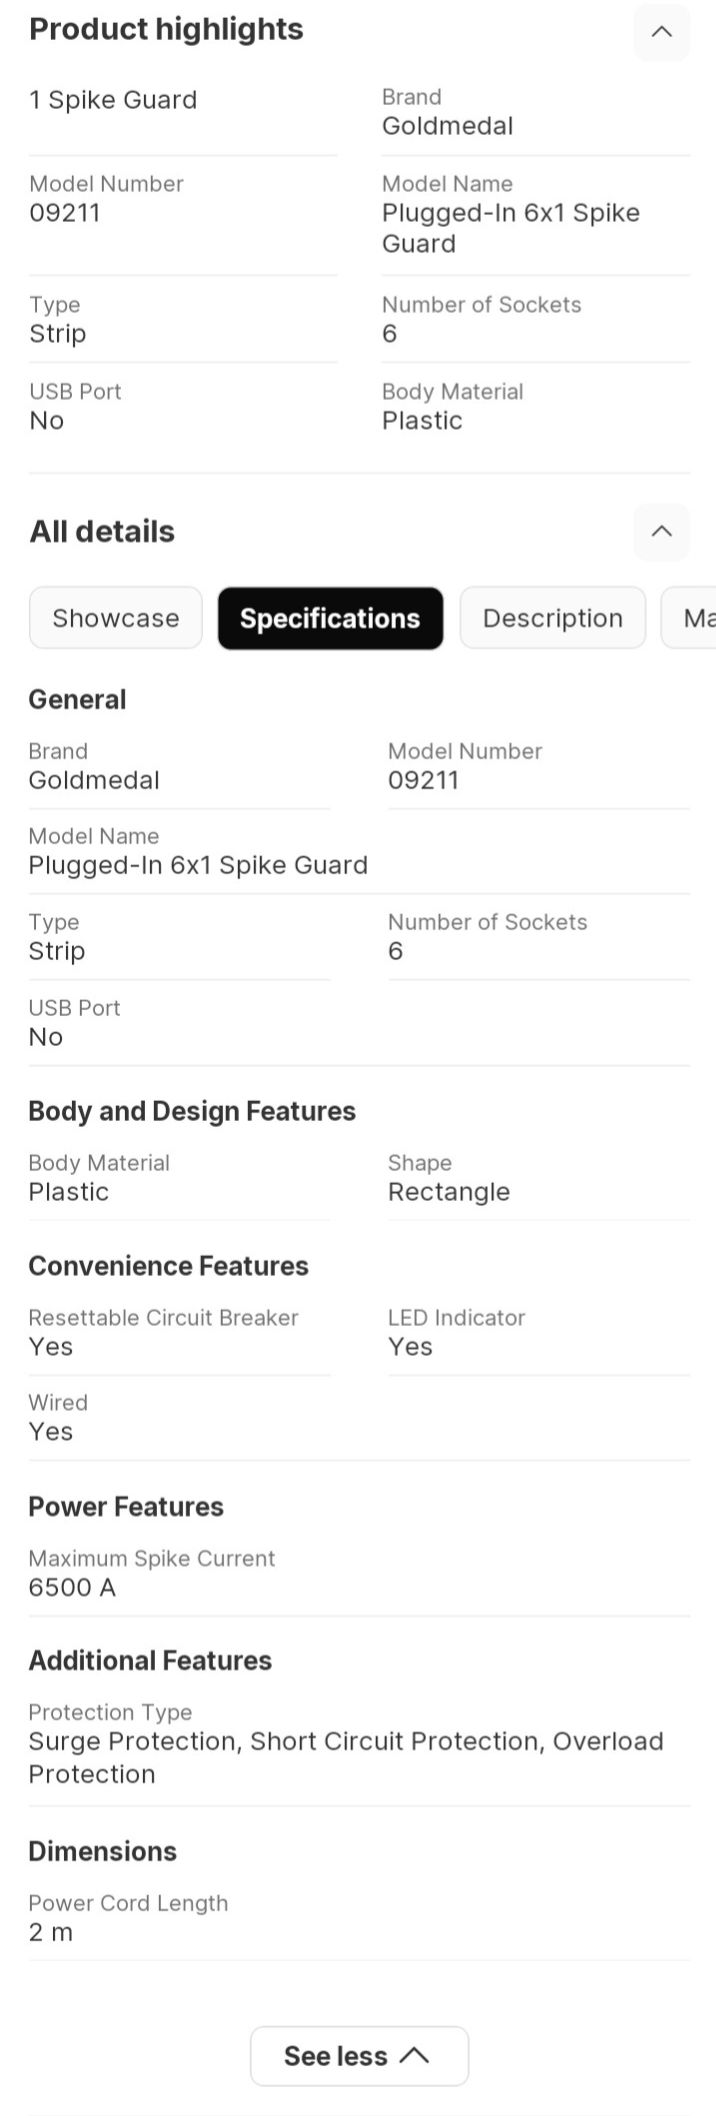 Product highlights
1 Spike Guard
Brand
Goldmedal
Model Number
09211
Model Name
Plugged-In 6x1 Spike
Guard
Type
Strip
Number of Sockets
6
USB Port
No
Body Material
Plastic
All details
Showcase
Specifications
Description
Ma
General
Brand
Goldmedal
Model Number
09211
Model Name
Plugged-In 6x1 Spike Guard
Type
Strip
Number of Sockets
6
USB Port
No
Body and Design Features
Body Material
Plastic
Shape
Rectangle
Convenience Features
Resettable Circuit Breaker
Yes
LED Indicator
Yes
Wired
Yes
Power Features
Maximum Spike Current
6500 A
Additional Features
Protection Type
Surge Protection, Short Circuit Protection, Overload
Protection
Dimensions
Power Cord Length
2 m
See less